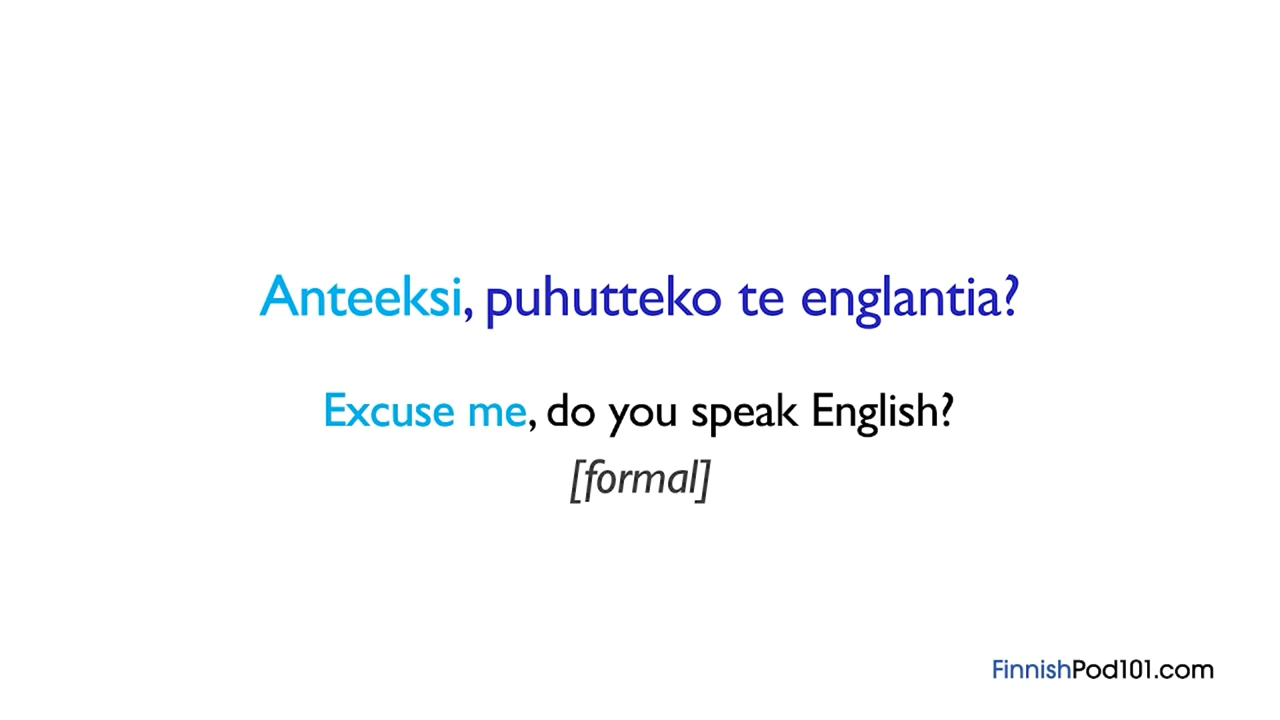 Anteeksi, puhutteko te englantia?
Excuse me, do you speak English?
[formal]
FinnishPod101.com